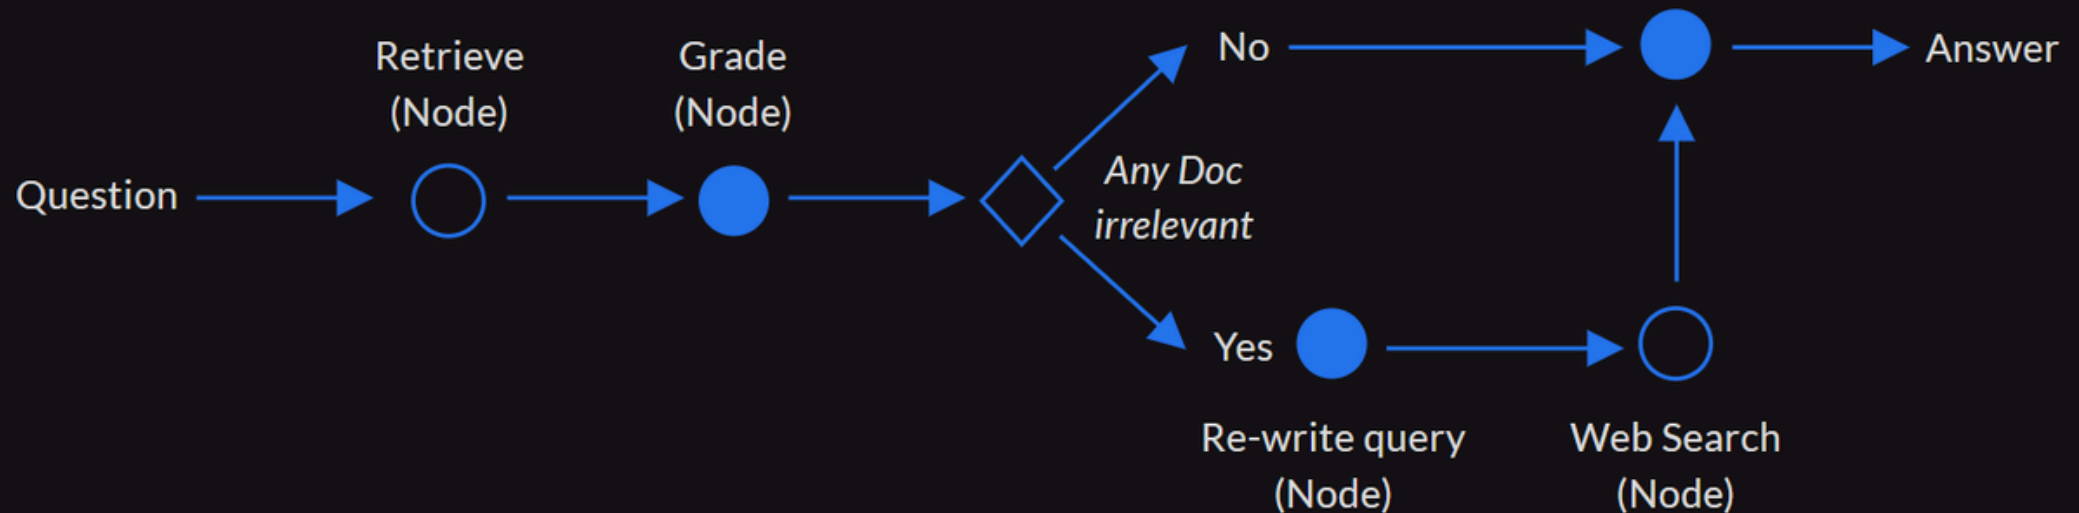 Question
Retrieve
(Node)
Grade
(Node)
Any Doc
irrelevant
No
Answer
Yes
Re-write query
(Node)
Web Search
(Node)